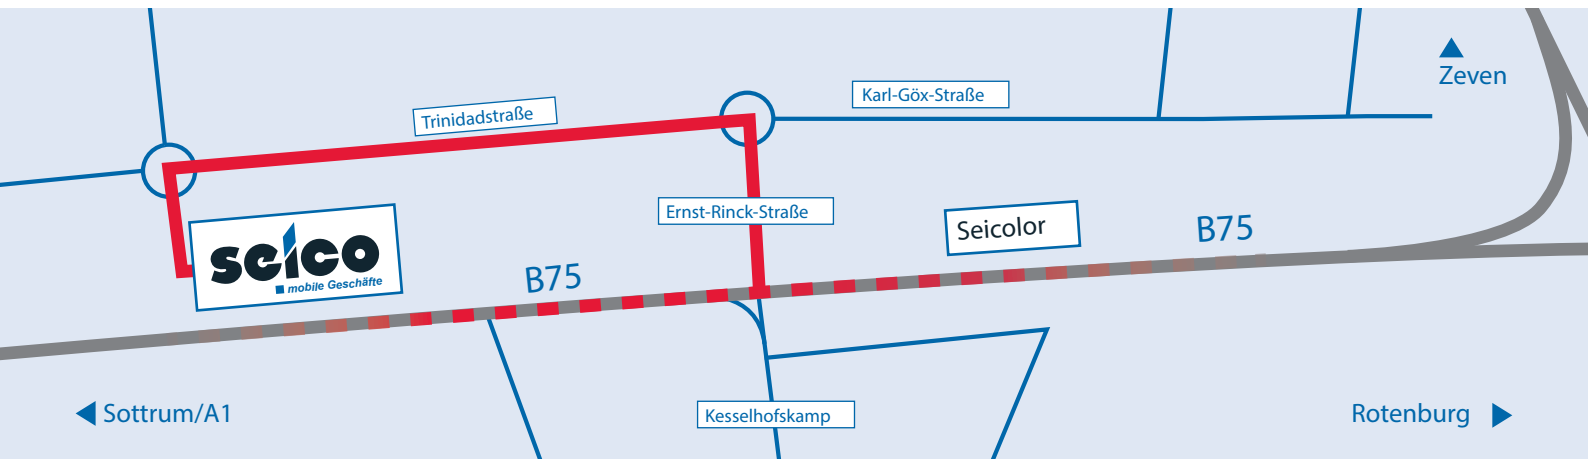 Zeven
Karl-Göx-Straße
Trinidadstraße
Ernst-Rinck-Straße
Seicolor
B75
seico
mobile Geschäfte
B75
Sottrum/A1
Kesselhofskamp
Rotenburg